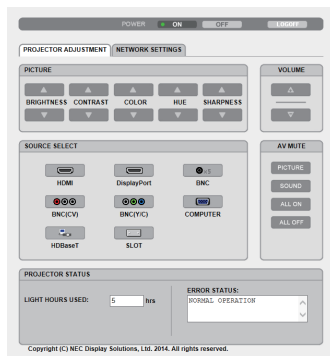 POWER ON OFF LOGOFF
PROJECTOR ADJUSTMENT NETWORK SETTINGS
PICTURE
BRIGHTNESS CONTRAST COLOR HUE SHARPNESS
VOLUME
SOURCE SELECT
HDMI DisplayPort BNC
BNC(CV) BNC(Y/C) COMPUTER
HDBaseT SLOT
AV MUTE
PICTURE
SOUND
ALL ON
ALL OFF
PROJECTOR STATUS
LIGHT HOURS USED: 5 hrs
ERROR STATUS:
NORMAL OPERATION
Copyright (C) NEC Display Solutions, Ltd. 2014. All rights reserved.